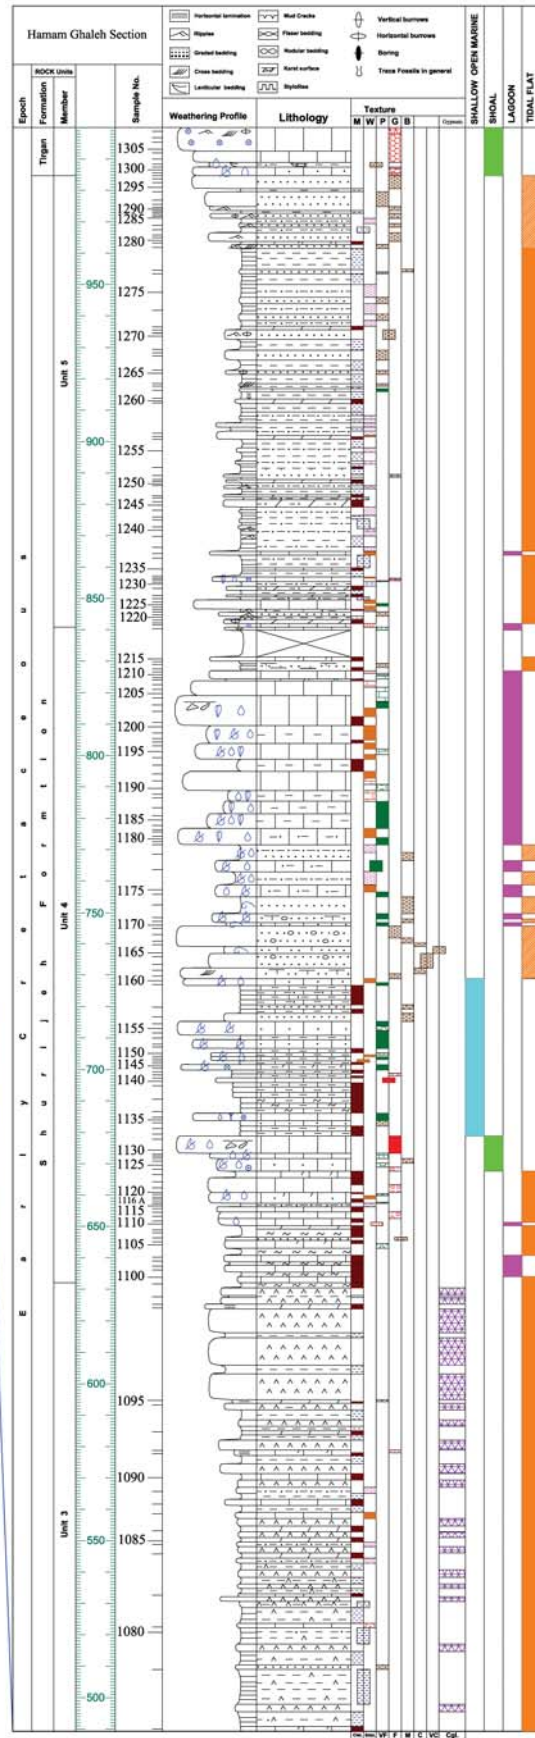 Hamam Ghaleh Section
Horizontal lamination
Ripples
Graded bedding
Cross bedding
Lenticular bedding
Mud Cracks
Flaser bedding
Nodular bedding
Karst surface
Stylolites
Vertical burrows
Horizontal burrows
Boring
Trace Fossils in general
Epoch
ROCK Units
Formation
Member
Sample No.
Weathering Profile
Lithology
Texture
M W P G B Gypsum
SHALLOW OPEN MARINE
SHOAL
LAGOON
TIDAL FLAT
Early Cretaceous
Tirgan
Shurijeh Formation
Unit 5
Unit 4
Unit 3
950
900
850
800
750
700
650
600
550
500
1305
1300
1295
1290
1285
1280
1275
1270
1265
1260
1255
1250
1245
1240
1235
1230
1225
1220
1215
1210
1205
1200
1195
1190
1185
1180
1175
1170
1165
1160
1155
1150
1145
1140
1135
1130
1125
1120
1116 A
1115
1110
1105
1100
1095
1090
1085
1080
VF F M C VC Cgl.